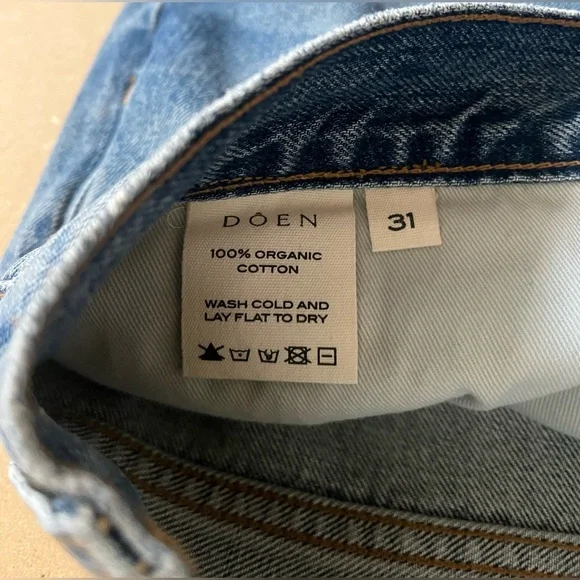 DÔEN
31
100% ORGANIC
COTTON
WASH COLD AND
LAY FLAT TO DRY